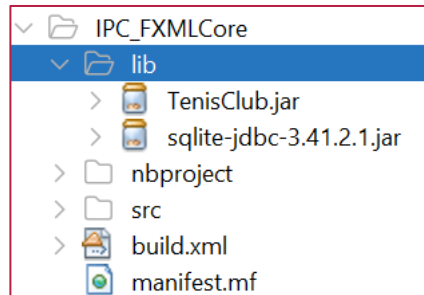 IPC_FXMLCore
lib
TenisClub.jar
sqlite-jdbc-3.41.2.1.jar
nbproject
src
build.xml
manifest.mf